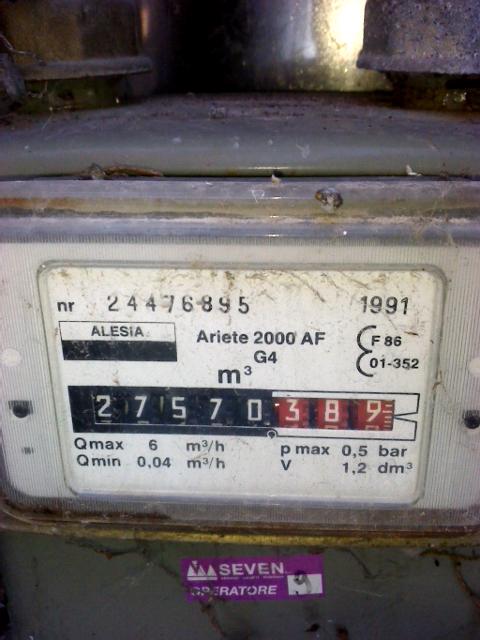 nr 24476895 1991
ALESIA
Ariete 2000 AF
G4
F 86
01-352
m³
27570389
Qmax 6 m³/h p max 0,5 bar
Qmin 0,04 m³/h V 1,2 dm³
SEVEN
OPERATORE